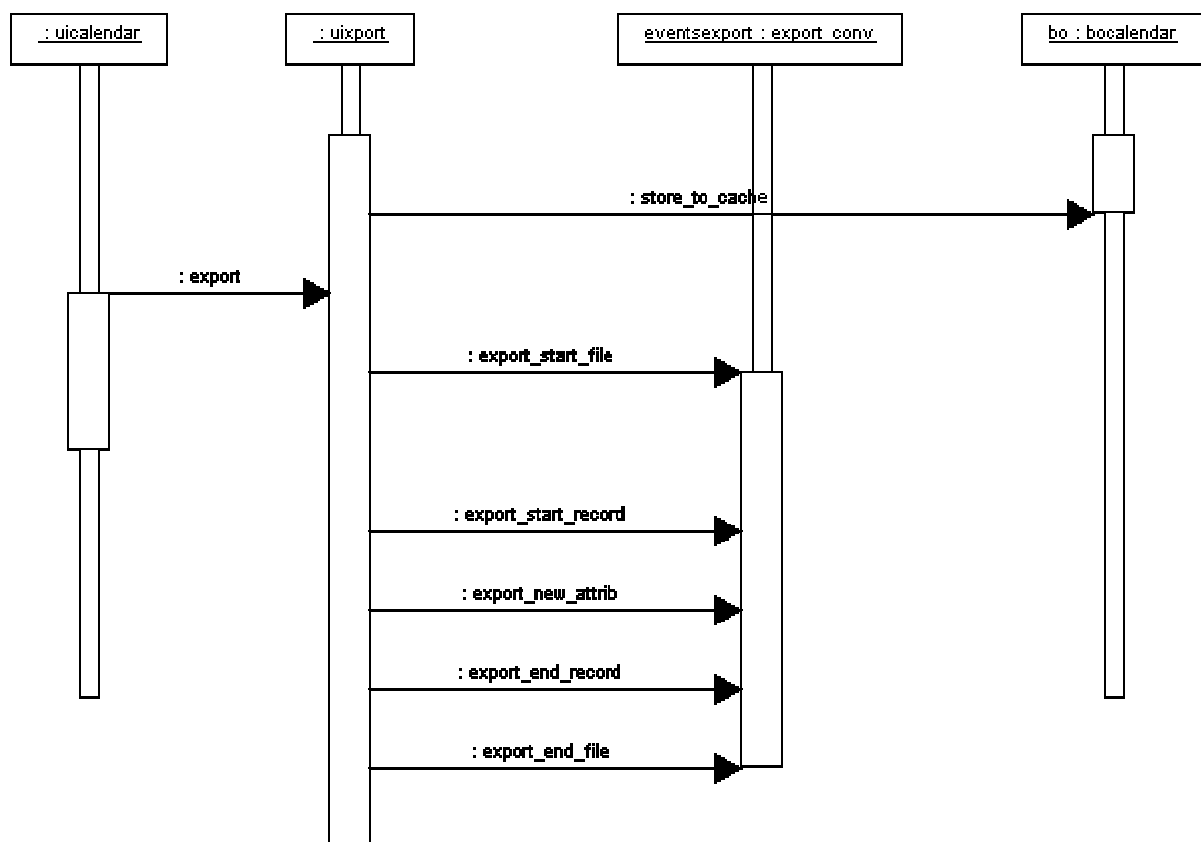 : uicalendar
: uixport
eventsexport : export_conv
bo : bocalendar
: store_to_cache
: export
: export_start_file
: export_start_record
: export_new_attrib
: export_end_record
: export_end_file